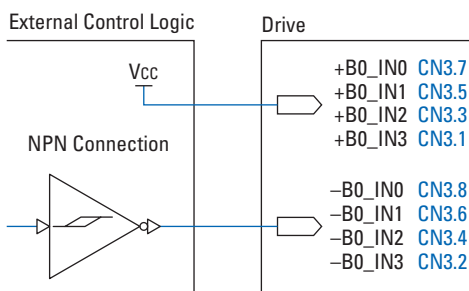 External Control Logic
Drive
Vcc
NPN Connection
+B0_IN0 CN3.7
+B0_IN1 CN3.5
+B0_IN2 CN3.3
+B0_IN3 CN3.1
–B0_IN0 CN3.8
–B0_IN1 CN3.6
–B0_IN2 CN3.4
–B0_IN3 CN3.2